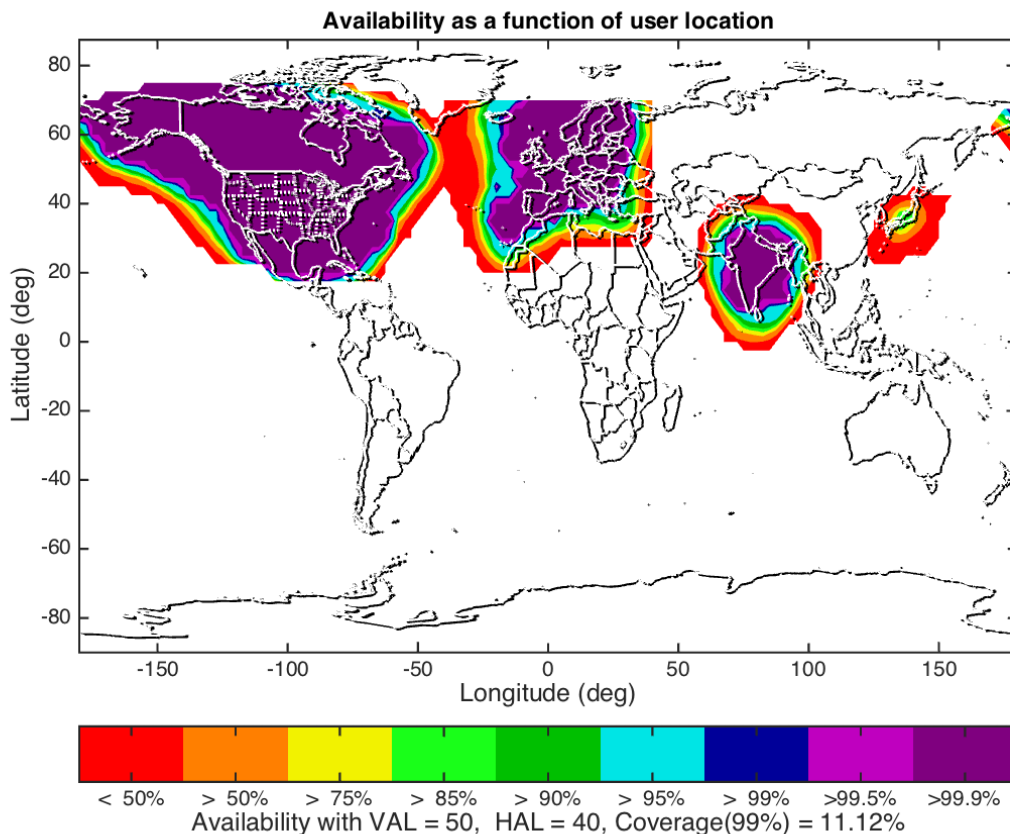 Availability as a function of user location
80
60
40
20
0
-20
-40
-60
-80
Latitude (deg)
-150 -100 -50 0 50 100 150
Longitude (deg)
< 50% > 50% > 75% > 85% > 90% > 95% > 99% >99.5% >99.9%
Availability with VAL = 50, HAL = 40, Coverage(99%) = 11.12%